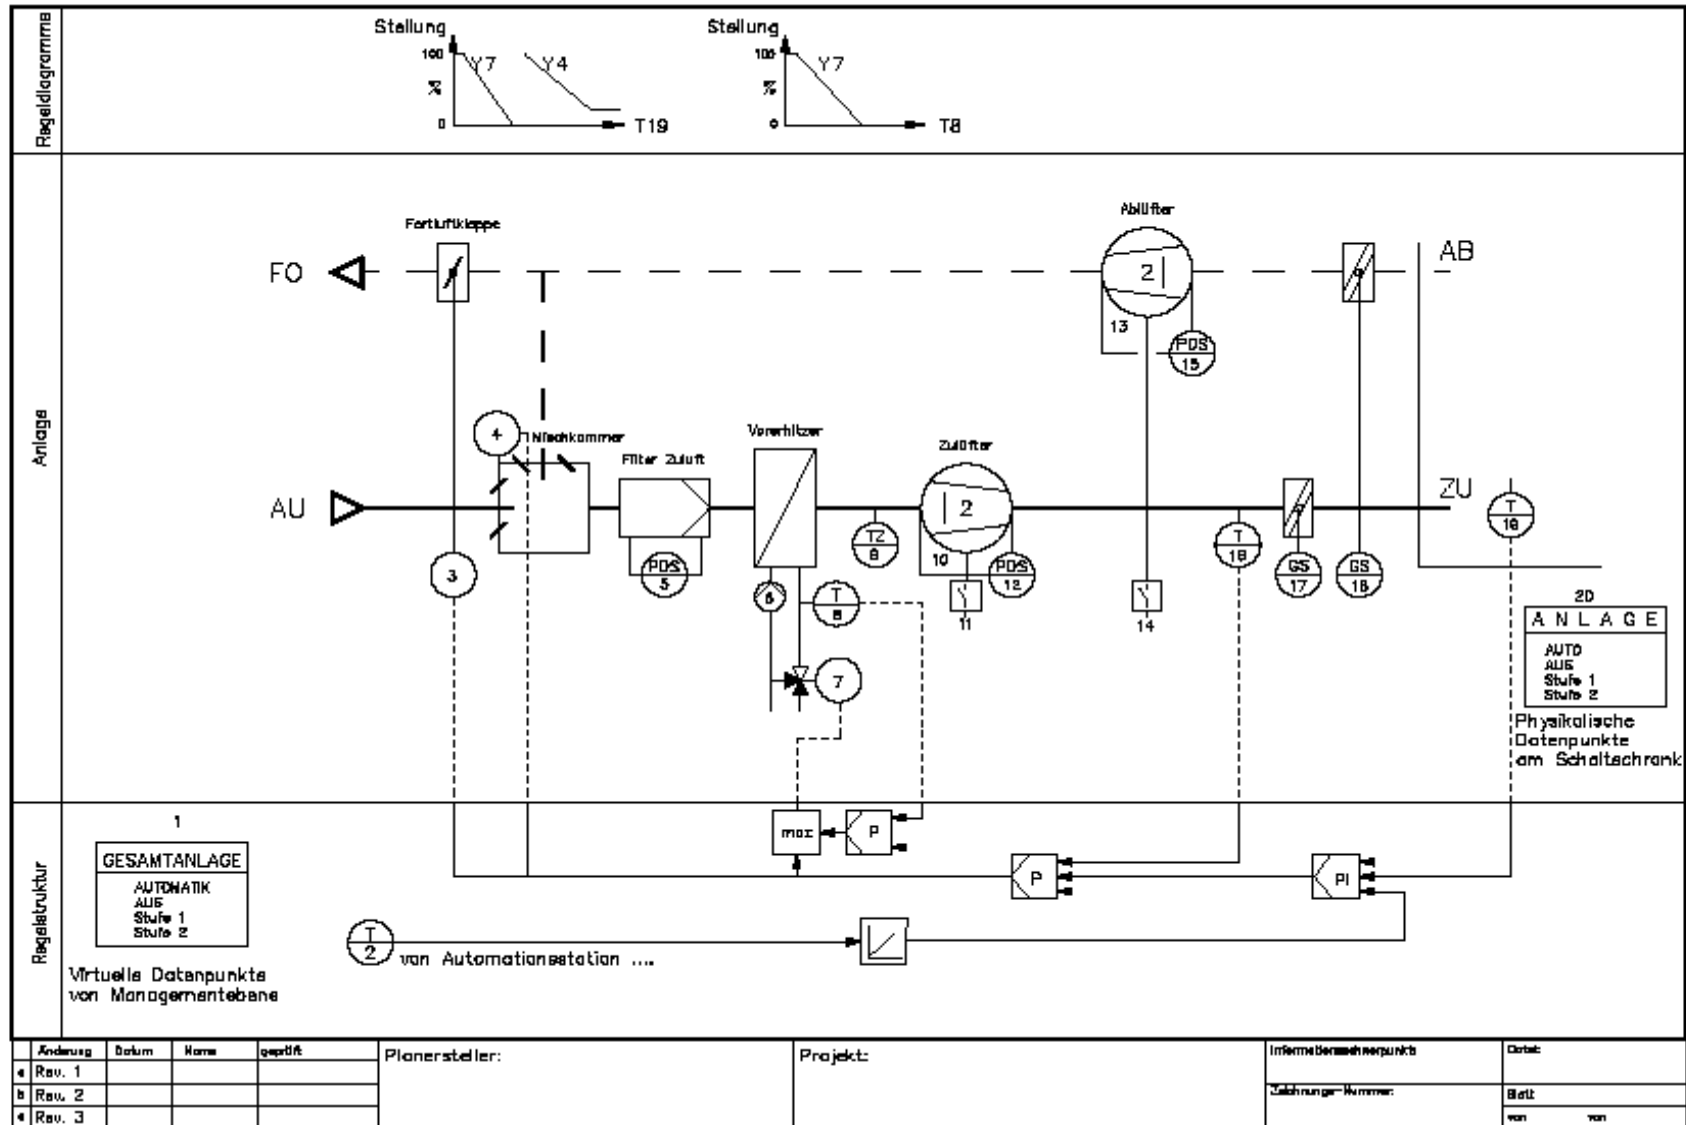 Regeldiagramme
Stellung
100
%
0
Y7
Y4
T19
Stellung
100
%
0
Y7
T8
Anlage
Fortluftklappe
FO
Ablüfter
2
13
PDS
15
AB
4
Mischkammer
Filter Zuluft
Vorerhitzer
Zulüfter
AU
2
ZU
T
19
3
PDS
5
6
T
8
TZ
9
10
PDS
12
11
14
T
18
GS
17
GS
16
7
20
ANLAGE
AUTO
AUS
Stufe 1
Stufe 2
Physikalische
Datenpunkte
am Schaltschrank
Regelstruktur
1
GESAMTANLAGE
AUTOMATIK
AUS
Stufe 1
Stufe 2
Virtuelle Datenpunkte
von Managementebene
max
P
P
PI
T
2
von Automationsstation ....
Änderung Datum Name geprüft
a Rev. 1
b Rev. 2
Rev. 3
Planersteller:
Projekt:
Informationsschwerpunkt:
Zeichnungs-Nummer:
Datei:
Blatt
von von